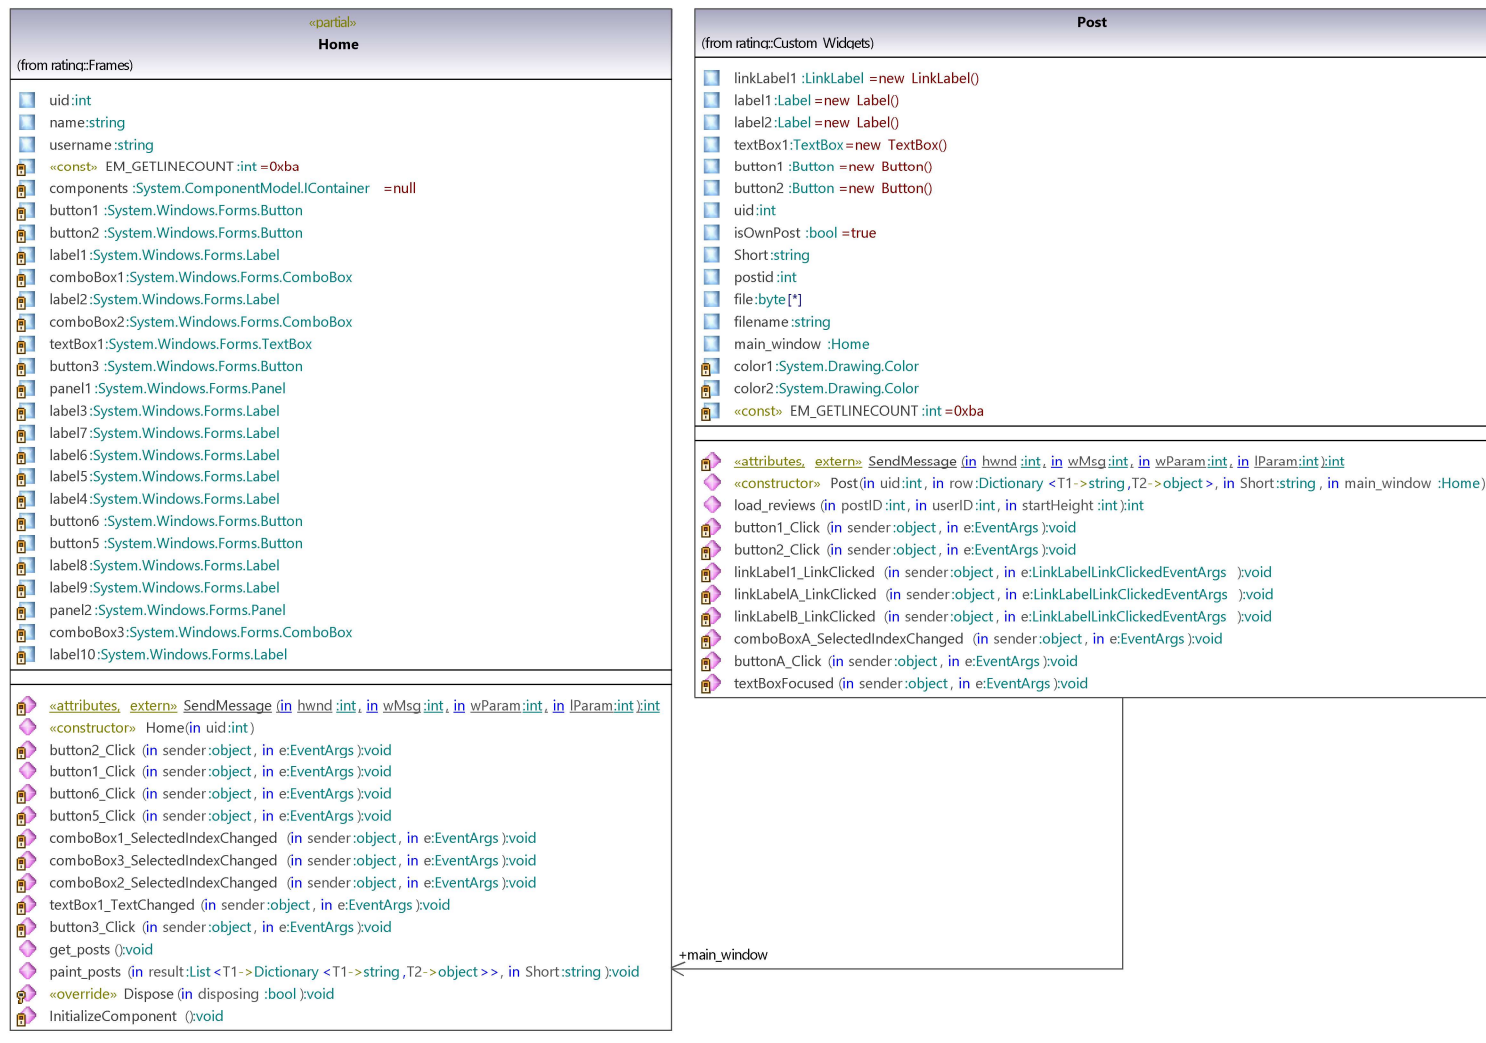 «partial»
Home
(from rating::Frames)
uid:int
name:string
username:string
«const» EM_GETLINECOUNT:int=0xba
components:System.ComponentModel.IContainer =null
button1:System.Windows.Forms.Button
button2:System.Windows.Forms.Button
label1:System.Windows.Forms.Label
comboBox1:System.Windows.Forms.ComboBox
label2:System.Windows.Forms.Label
comboBox2:System.Windows.Forms.ComboBox
textBox1:System.Windows.Forms.TextBox
button3:System.Windows.Forms.Button
panel1:System.Windows.Forms.Panel
label3:System.Windows.Forms.Label
label7:System.Windows.Forms.Label
label6:System.Windows.Forms.Label
label5:System.Windows.Forms.Label
label4:System.Windows.Forms.Label
button6:System.Windows.Forms.Button
button5:System.Windows.Forms.Button
label8:System.Windows.Forms.Label
label9:System.Windows.Forms.Label
panel2:System.Windows.Forms.Panel
comboBox3:System.Windows.Forms.ComboBox
label10:System.Windows.Forms.Label
«attributes, extern» SendMessage(in hwnd:int, in wMsg:int, in wParam:int, in lParam:int):int
«constructor» Home(in uid:int)
button2_Click(in sender:object, in e:EventArgs):void
button1_Click(in sender:object, in e:EventArgs):void
button6_Click(in sender:object, in e:EventArgs):void
button5_Click(in sender:object, in e:EventArgs):void
comboBox1_SelectedIndexChanged(in sender:object, in e:EventArgs):void
comboBox3_SelectedIndexChanged(in sender:object, in e:EventArgs):void
comboBox2_SelectedIndexChanged(in sender:object, in e:EventArgs):void
textBox1_TextChanged(in sender:object, in e:EventArgs):void
button3_Click(in sender:object, in e:EventArgs):void
get_posts():void
paint_posts(in result:List<T1->Dictionary<T1->string,T2->object>>, in Short:string):void
«override» Dispose(in disposing:bool):void
InitializeComponent():void
Post
(from rating::Custom Widgets)
linkLabel1:LinkLabel=new LinkLabel()
label1:Label=new Label()
label2:Label=new Label()
textBox1:TextBox=new TextBox()
button1:Button=new Button()
button2:Button=new Button()
uid:int
isOwnPost:bool=true
Short:string
postid:int
file:byte[*]
filename:string
main_window:Home
color1:System.Drawing.Color
color2:System.Drawing.Color
«const» EM_GETLINECOUNT:int=0xba
«attributes, extern» SendMessage(in hwnd:int, in wMsg:int, in wParam:int, in lParam:int):int
«constructor» Post(in uid:int, in row:Dictionary<T1->string,T2->object>, in Short:string, in main_window:Home)
load_reviews(in postID:int, in userID:int, in startHeight:int):int
button1_Click(in sender:object, in e:EventArgs):void
button2_Click(in sender:object, in e:EventArgs):void
linkLabel1_LinkClicked(in sender:object, in e:LinkLabelLinkClickedEventArgs):void
linkLabelA_LinkClicked(in sender:object, in e:LinkLabelLinkClickedEventArgs):void
linkLabelB_LinkClicked(in sender:object, in e:LinkLabelLinkClickedEventArgs):void
comboBoxA_SelectedIndexChanged(in sender:object, in e:EventArgs):void
buttonA_Click(in sender:object, in e:EventArgs):void
textBoxFocused(in sender:object, in e:EventArgs):void
+main_window